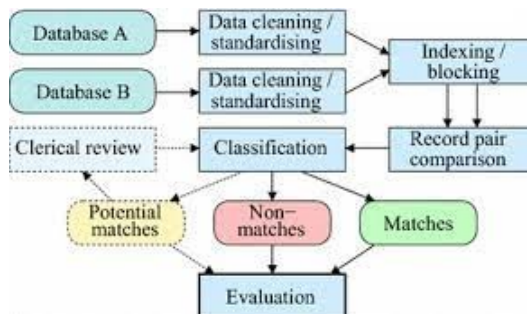 Database A
Data cleaning /
standardising
Indexing /
blocking
Database B
Data cleaning /
standardising
Clerical review
Classification
Record pair
comparison
Potential
matches
Non–
matches
Matches
Evaluation